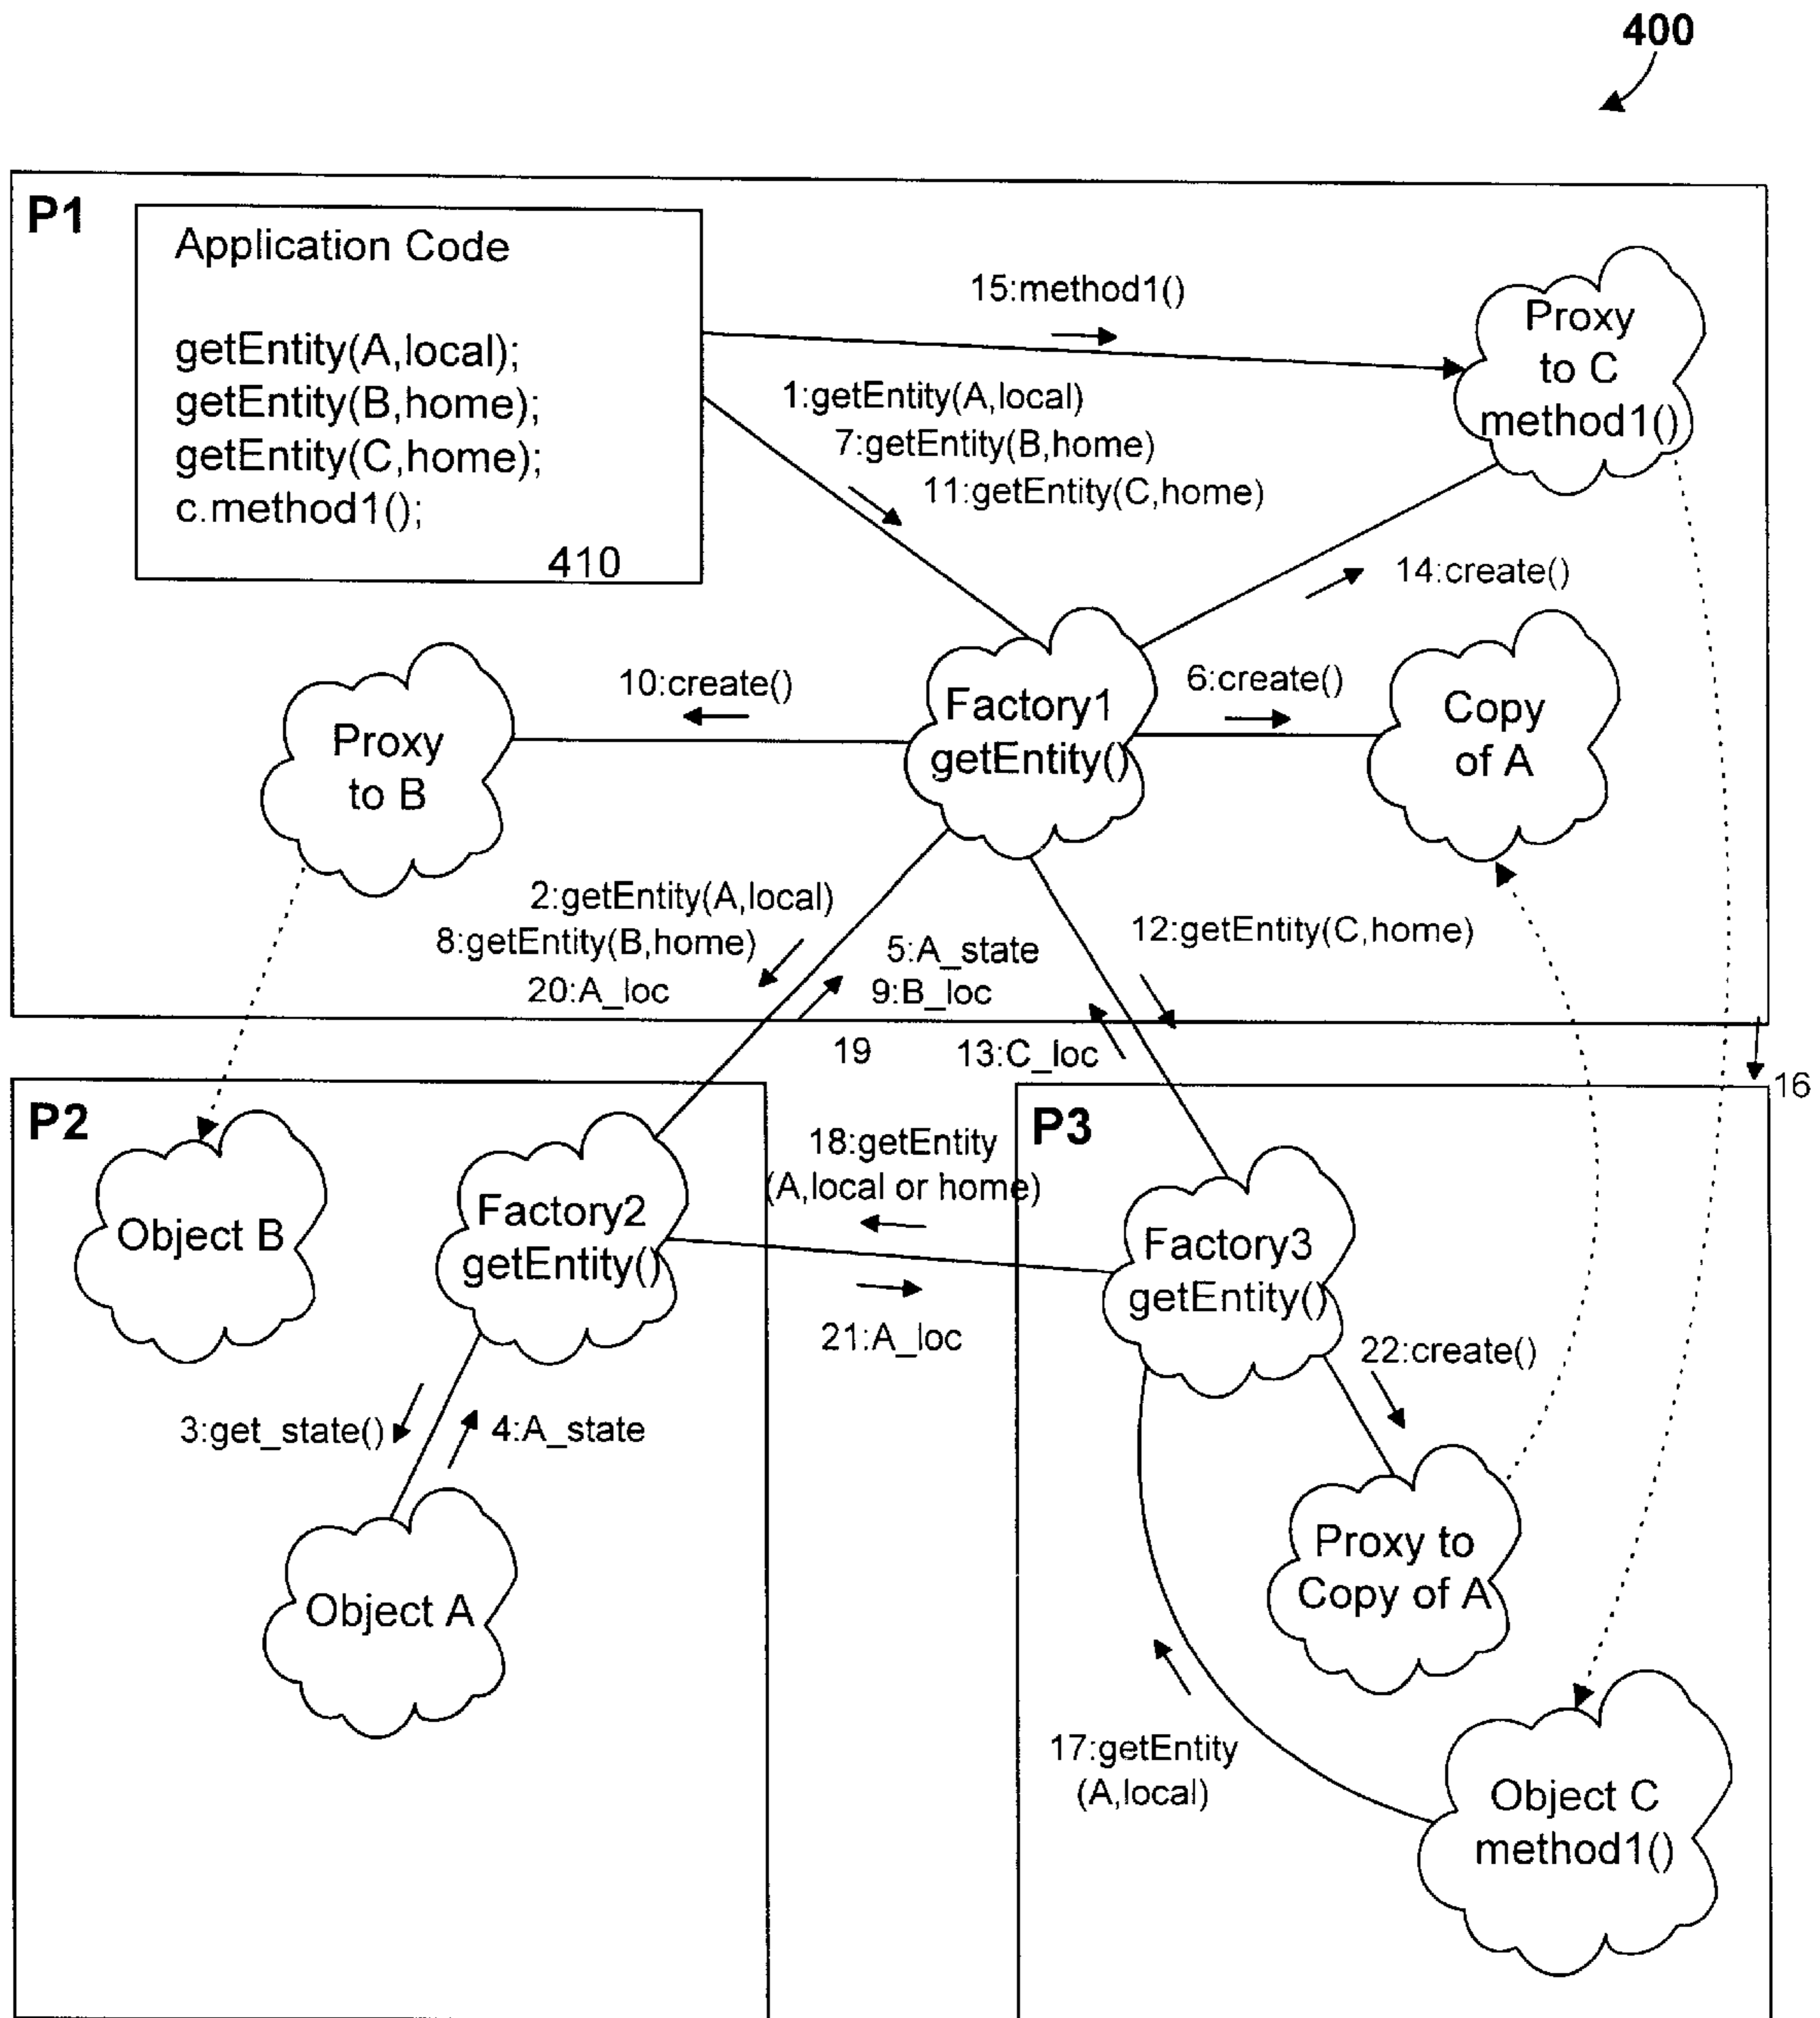 400
P1
Application Code
getEntity(A,local);
getEntity(B,home);
getEntity(C,home);
c.method1();
410
15:method1()
Proxy
to C
method1()
1:getEntity(A,local)
7:getEntity(B,home)
11:getEntity(C,home)
14:create()
10:create()
6:create()
Proxy
to B
Factory1
getEntity()
Copy
of A
2:getEntity(A,local)
8:getEntity(B,home)
20:A_loc
5:A_state
9:B_loc
12:getEntity(C,home)
19
13:C_loc
16
P2
P3
Object B
Factory2
getEntity()
18:getEntity
(A,local or home)
Factory3
getEntity()
21:A_loc
22:create()
3:get_state()
4:A_state
Object A
Proxy to
Copy of A
17:getEntity
(A,local)
Object C
method1()